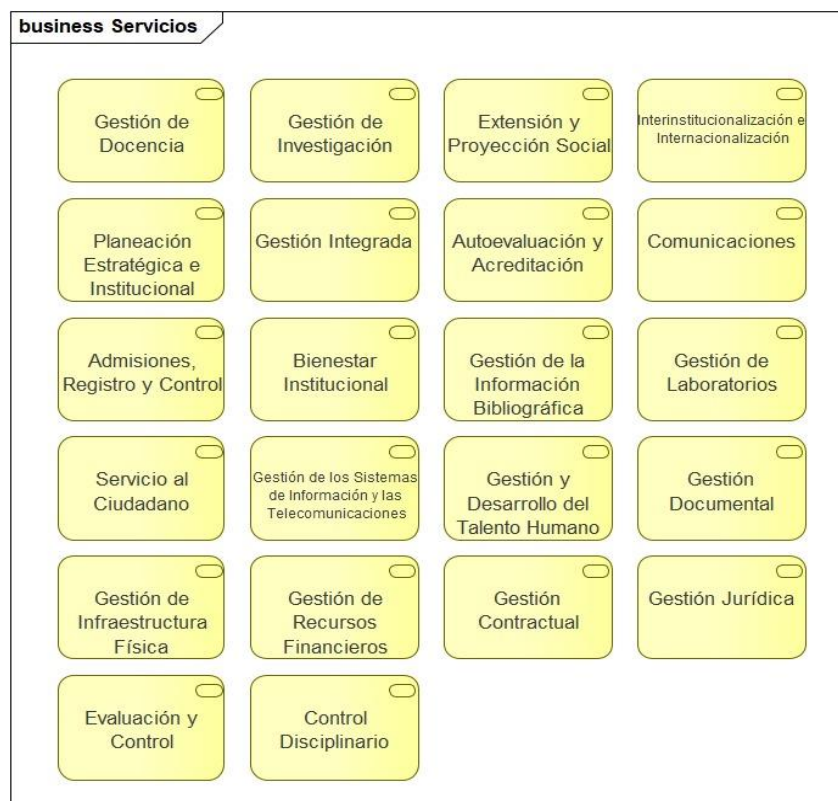 business Servicios
Gestión de
Docencia
Gestión de
Investigación
Extensión y
Proyección Social
Interinstitucionalización e
Internacionalización
Planeación
Estratégica e
Institucional
Gestión Integrada
Autoevaluación y
Acreditación
Comunicaciones
Admisiones,
Registro y Control
Bienestar
Institucional
Gestión de la
Información
Bibliográfica
Gestión de
Laboratorios
Servicio al
Ciudadano
Gestión de los Sistemas
de Información y las
Telecomunicaciones
Gestión y
Desarrollo del
Talento Humano
Gestión
Documental
Gestión de
Infraestructura
Física
Gestión de
Recursos
Financieros
Gestión
Contractual
Gestión Jurídica
Evaluación y
Control
Control
Disciplinario